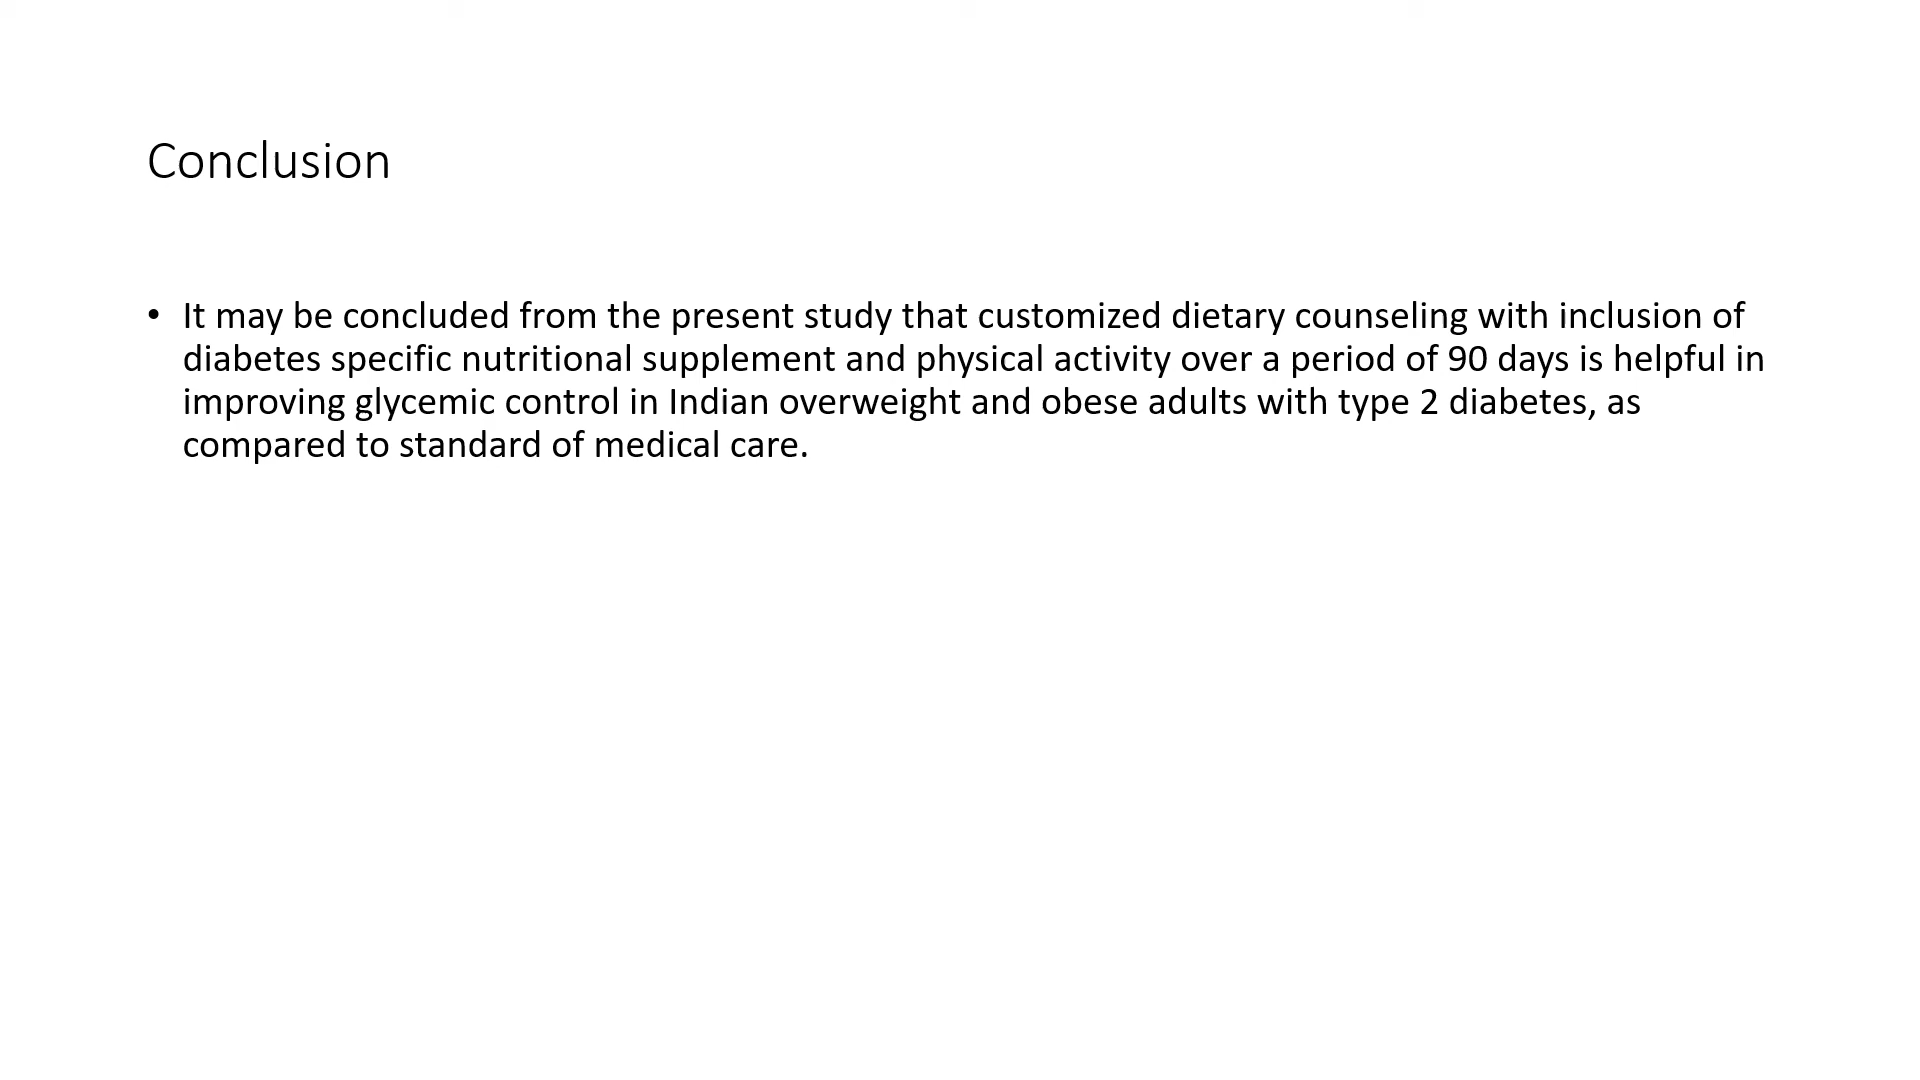 Conclusion
• It may be concluded from the present study that customized dietary counseling with inclusion of
diabetes specific nutritional supplement and physical activity over a period of 90 days is helpful in
improving glycemic control in Indian overweight and obese adults with type 2 diabetes, as
compared to standard of medical care.